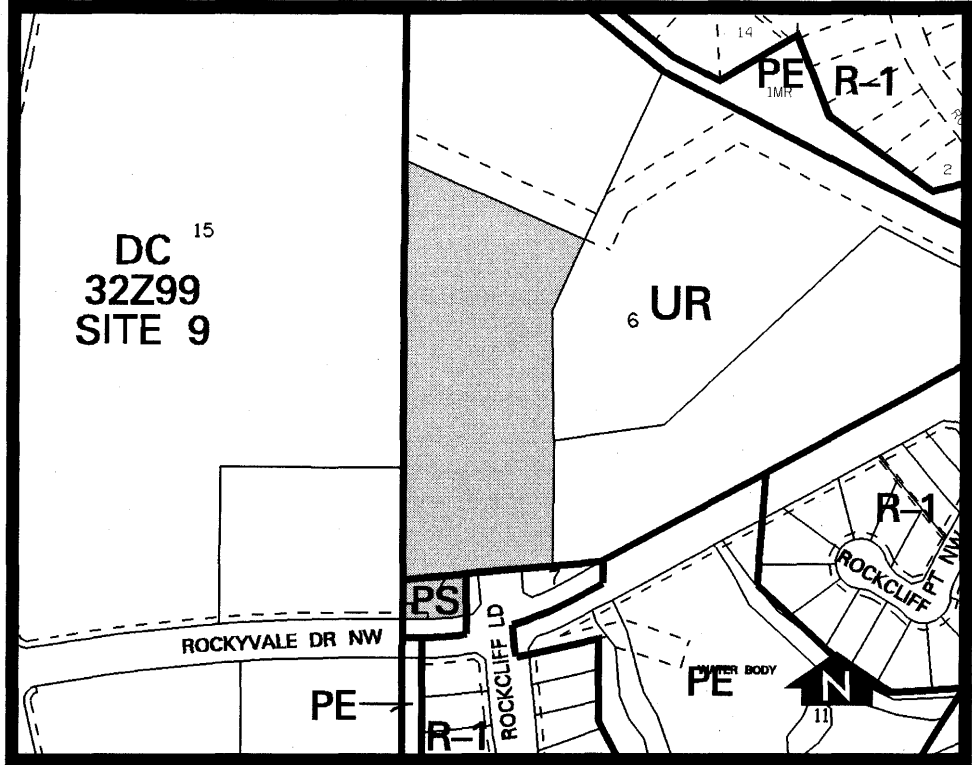 14
PE
1MR
R-1
2
DC 15
32Z99
SITE 9
6 UR
R-1
ROCKCLIFF
PT NW
PS
ROCKYVALE DR NW
ROCKCLIFF LD
WATER BODY
PE
N
PE
11
R-1